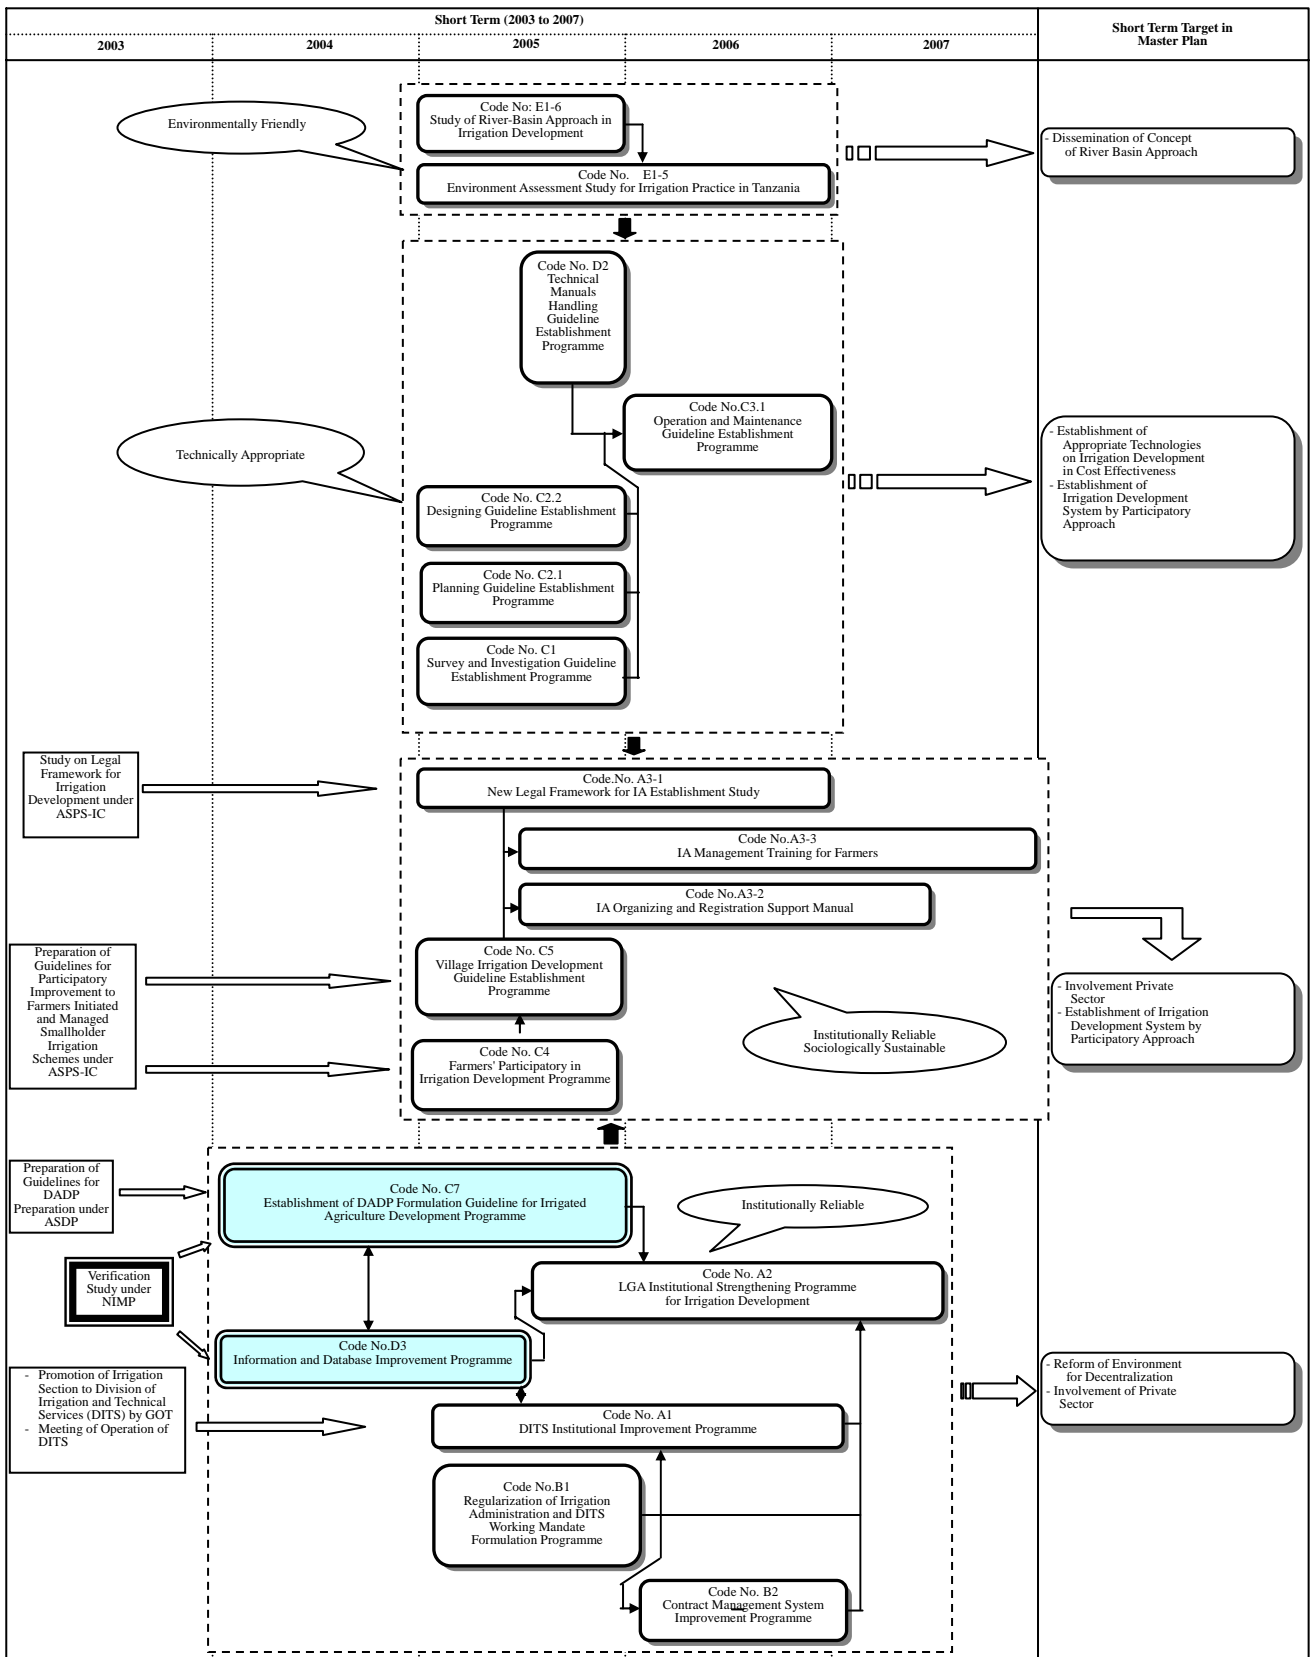 Short Term (2003 to 2007)
Short Term Target in
Master Plan
2003
2004
2005
2006
2007
Environmentally Friendly
Code No: E1-6
Study of River-Basin Approach in
Irrigation Development
Code No. E1-5
Environment Assessment Study for Irrigation Practice in Tanzania
- Dissemination of Concept
of River Basin Approach
Code No. D2
Technical
Manuals
Handling
Guideline
Establishment
Programme
Code No.C3.1
Operation and Maintenance
Guideline Establishment
Programme
Technically Appropriate
Code No. C2.2
Designing Guideline Establishment
Programme
Code No. C2.1
Planning Guideline Establishment
Programme
Code No. C1
Survey and Investigation Guideline
Establishment Programme
- Establishment of
Appropriate Technologies
on Irrigation Development
in Cost Effectiveness
- Establishment of
Irrigation Development
System by Participatory
Approach
Study on Legal
Framework for
Irrigation
Development under
ASPS-IC
Code.No. A3-1
New Legal Framework for IA Establishment Study
Code No.A3-3
IA Management Training for Farmers
Code No.A3-2
IA Organizing and Registration Support Manual
Preparation of
Guidelines for
Participatory
Improvement to
Farmers Initiated
and Managed
Smallholder
Irrigation
Schemes under
ASPS-IC
Code No. C5
Village Irrigation Development
Guideline Establishment
Programme
Code No. C4
Farmers' Participatory in
Irrigation Development Programme
Institutionally Reliable
Sociologically Sustainable
- Involvement Private
Sector
- Establishment of Irrigation
Development System by
Participatory Approach
Preparation of
Guidelines for
DADP
Preparation under
ASDP
Code No. C7
Establishment of DADP Formulation Guideline for Irrigated
Agriculture Development Programme
Institutionally Reliable
Verification
Study under
NIMP
Code No. A2
LGA Institutional Strengthening Programme
for Irrigation Development
Code No.D3
Information and Database Improvement Programme
- Promotion of Irrigation
Section to Division of
Irrigation and Technical
Services (DITS) by GOT
- Meeting of Operation of
DITS
Code No. A1
DITS Institutional Improvement Programme
- Reform of Environment
for Decentralization
- Involvement of Private
Sector
Code No.B1
Regularization of Irrigation
Administration and DITS
Working Mandate
Formulation Programme
Code No. B2
Contract Management System
Improvement Programme